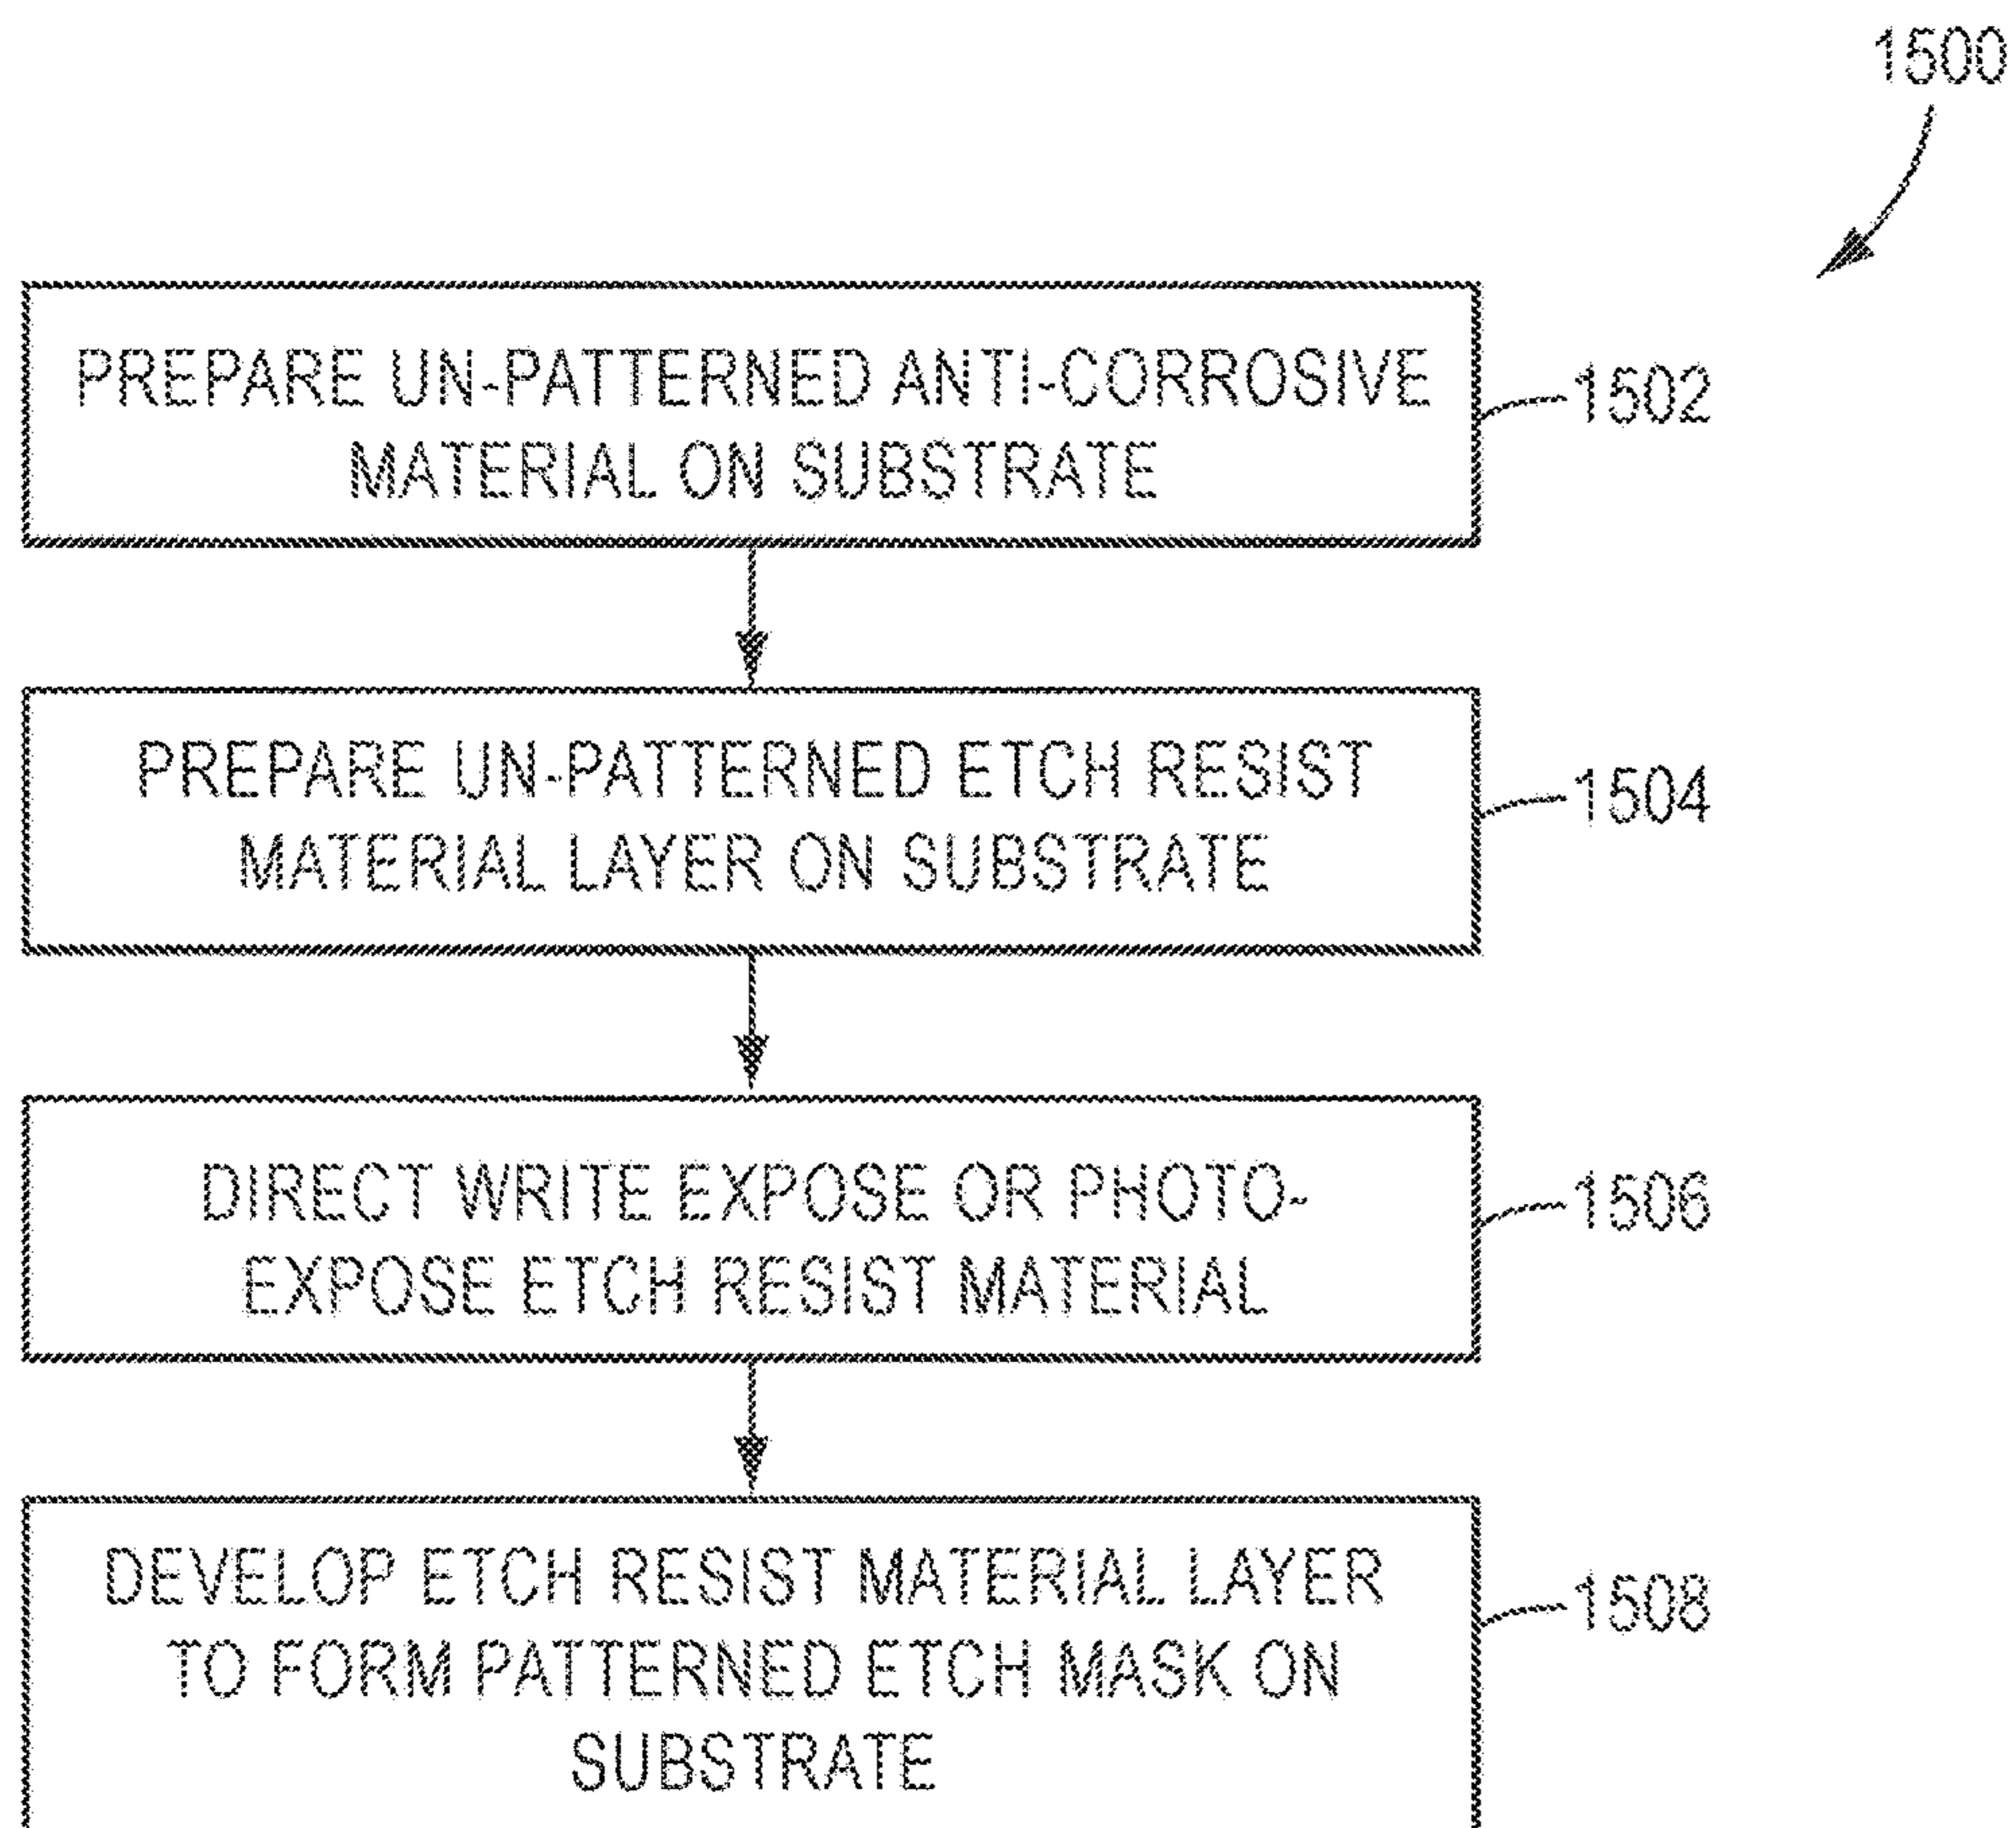 1500
PREPARE UN-PATTERNED ANTI-CORROSIVE
MATERIAL ON SUBSTRATE
1502
PREPARE UN-PATTERNED ETCH RESIST
MATERIAL LAYER ON SUBSTRATE
1504
DIRECT WRITE EXPOSE OR PHOTO-
EXPOSE ETCH RESIST MATERIAL
1506
DEVELOP ETCH RESIST MATERIAL LAYER
TO FORM PATTERNED ETCH MASK ON
SUBSTRATE
1508